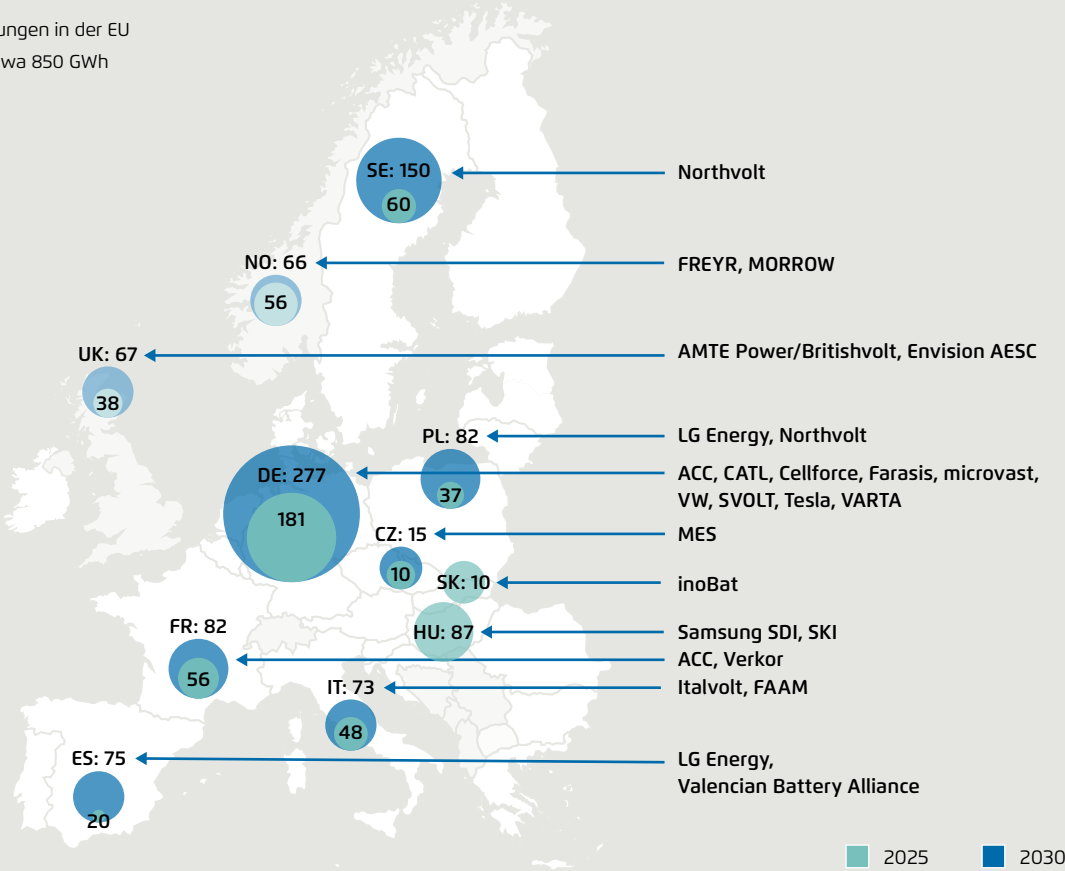 ungen in der EU
wa 850 GWh
SE: 150
60
Northvolt
NO: 66
56
FREYR, MORROW
UK: 67
38
AMTE Power/Britishvolt, Envision AESC
PL: 82
37
LG Energy, Northvolt
DE: 277
181
ACC, CATL, Cellforce, Farasis, microvast,
VW, SVOLT, Tesla, VARTA
CZ: 15
10
MES
SK: 10
inoBat
HU: 87
Samsung SDI, SKI
FR: 82
56
ACC, Verkor
IT: 73
48
Italvolt, FAAM
ES: 75
20
LG Energy,
Valencian Battery Alliance
2025
2030